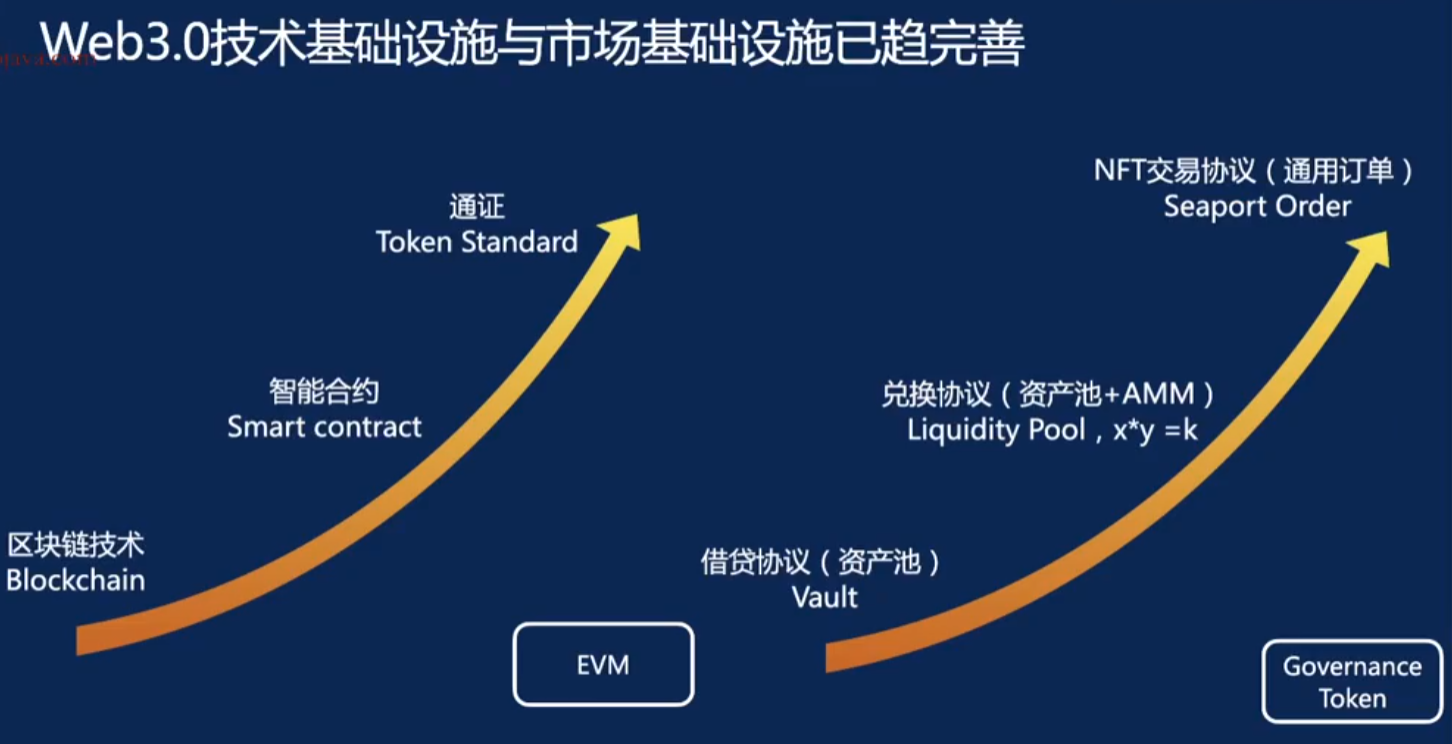 Web3.0技术基础设施与市场基础设施已趋完善
通证
Token Standard
智能合约
Smart contract
区块链技术
Blockchain
EVM
NFT交易协议（通用订单）
Seaport Order
兑换协议（资产池+AMM）
Liquidity Pool，x*y =k
借贷协议（资产池）
Vault
Governance
Token